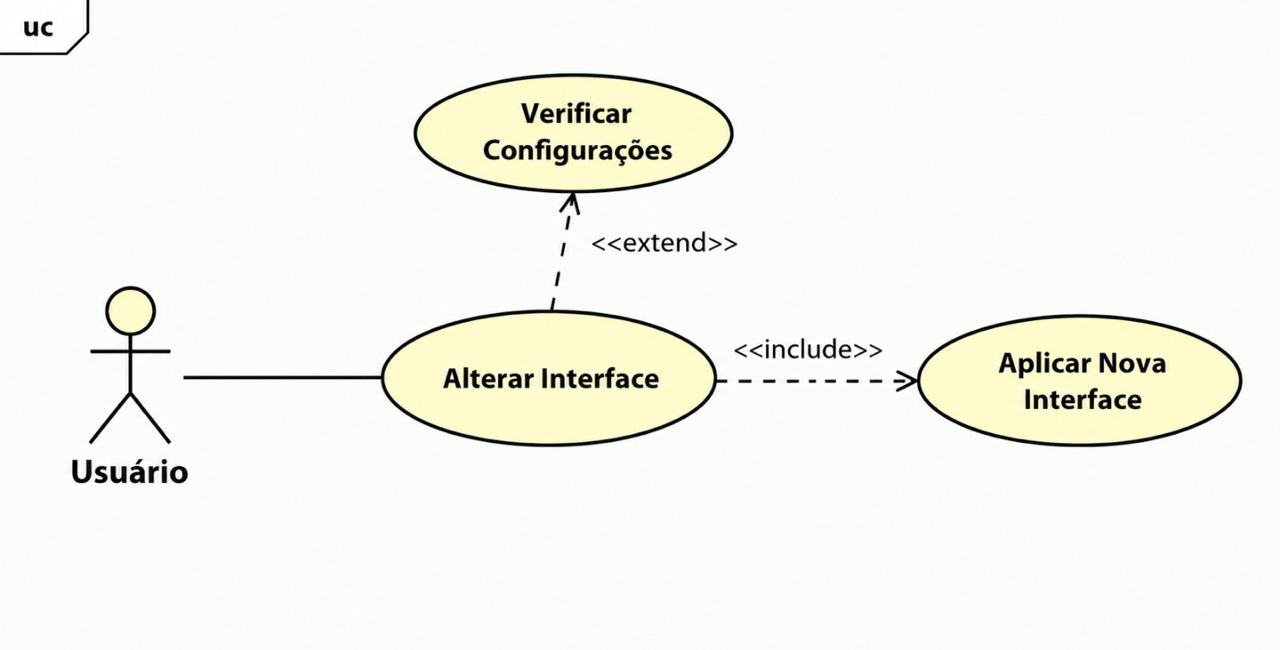 uc
Verificar
Configurações
<<extend>>
Alterar Interface
<<include>>
Aplicar Nova
Interface
Usuário